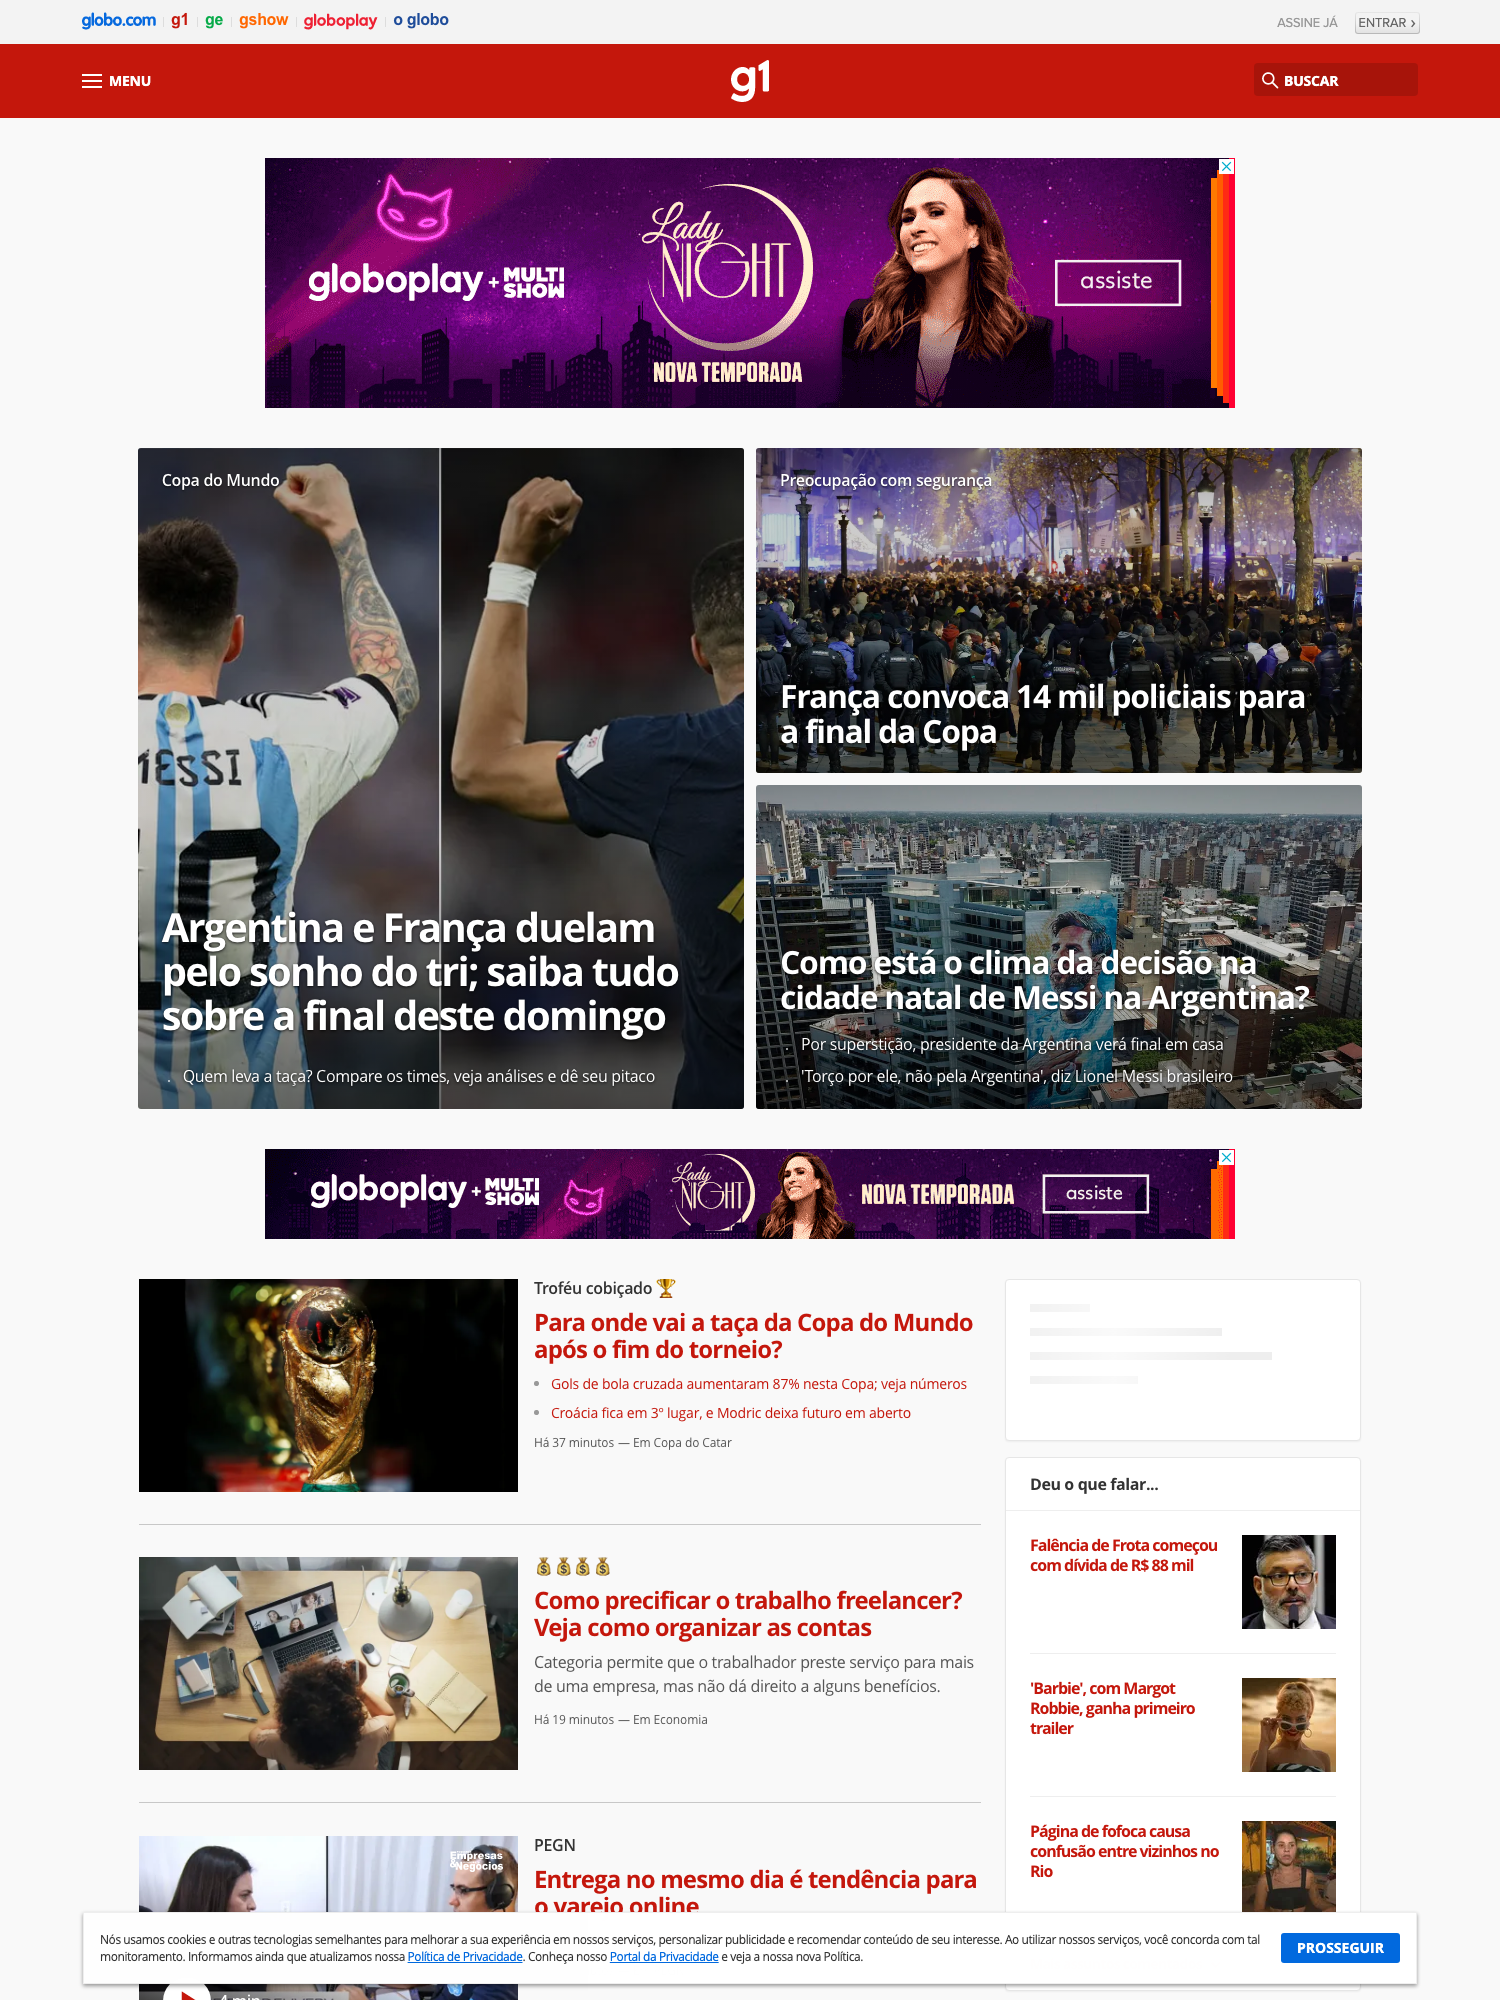 globo.com g1 ge gshow globoplay o globo
ASSINE JÁ ENTRAR ›
MENU g1 BUSCAR
globoplay + MULTI SHOW
Lady NIGHT
NOVA TEMPORADA
assiste
Copa do Mundo
MESSI
10
Argentina e França duelam
pelo sonho do tri; saiba tudo
sobre a final deste domingo
Quem leva a taça? Compare os times, veja análises e dê seu pitaco
Preocupação com segurança
França convoca 14 mil policiais para
a final da Copa
Como está o clima da decisão na
cidade natal de Messi na Argentina?
Por superstição, presidente da Argentina verá final em casa
'Torço por ele, não pela Argentina', diz Lionel Messi brasileiro
globoplay + MULTI SHOW
Lady NIGHT
NOVA TEMPORADA
assiste
Troféu cobiçado 🏆
Para onde vai a taça da Copa do Mundo
após o fim do torneio?
Gols de bola cruzada aumentaram 87% nesta Copa; veja números
Croácia fica em 3º lugar, e Modric deixa futuro em aberto
Há 37 minutos — Em Copa do Catar
💰💰💰💰
Como precificar o trabalho freelancer?
Veja como organizar as contas
Categoria permite que o trabalhador preste serviço para mais
de uma empresa, mas não dá direito a alguns benefícios.
Há 19 minutos — Em Economia
Empresas
&Negócios
PEGN
Entrega no mesmo dia é tendência para
o varejo online
4 min
Deu o que falar...
Falência de Frota começou
com dívida de R$ 88 mil
'Barbie', com Margot
Robbie, ganha primeiro
trailer
Página de fofoca causa
confusão entre vizinhos no
Rio
Nós usamos cookies e outras tecnologias semelhantes para melhorar a sua experiência em nossos serviços, personalizar publicidade e recomendar conteúdo de seu interesse. Ao utilizar nossos serviços, você concorda com tal
monitoramento. Informamos ainda que atualizamos nossa Política de Privacidade. Conheça nosso Portal da Privacidade e veja a nossa nova Política.
PROSSEGUIR